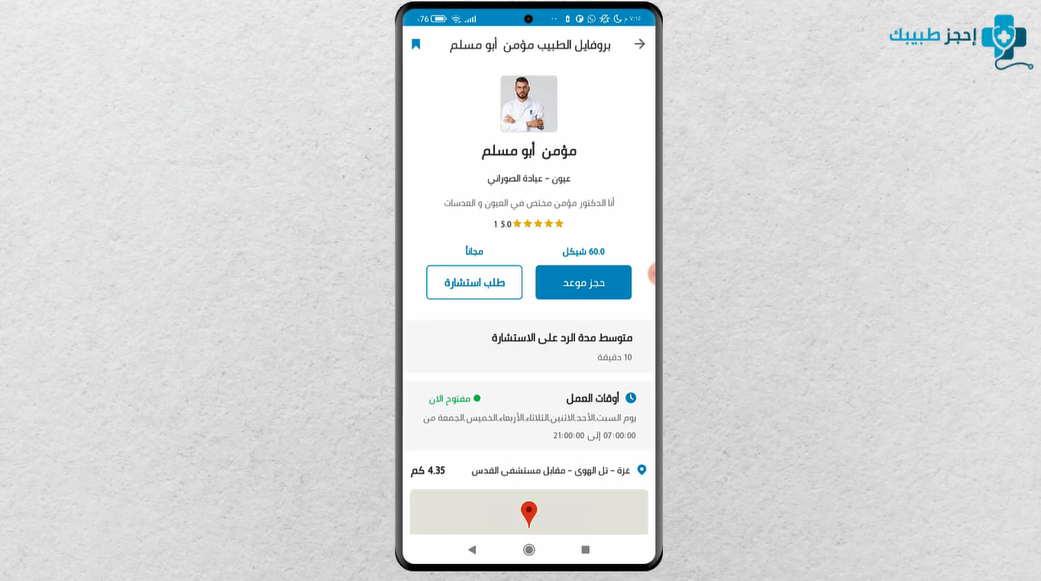 76 ٧:١٥ م
بروفايل الطبيب مؤمن أبو مسلم
إحجز طبيبك
مؤمن أبو مسلم
عيون - عيادة الصوراني
أنا الدكتور مؤمن مختص في العيون و العدسات
5.0 1
60.0 شيكل
مجاناً
حجز موعد
طلب استشارة
متوسط مدة الرد على الاستشارة
10 دقيقة
أوقات العمل
مفتوح الان
يوم السبت,الأحد,الاثنين,الثلاثاء,الأربعاء,الخميس,الجمعة من
07:00:00 إلى 21:00:00
غزة - تل الهوى - مقابل مستشفى القدس
4.35 كم